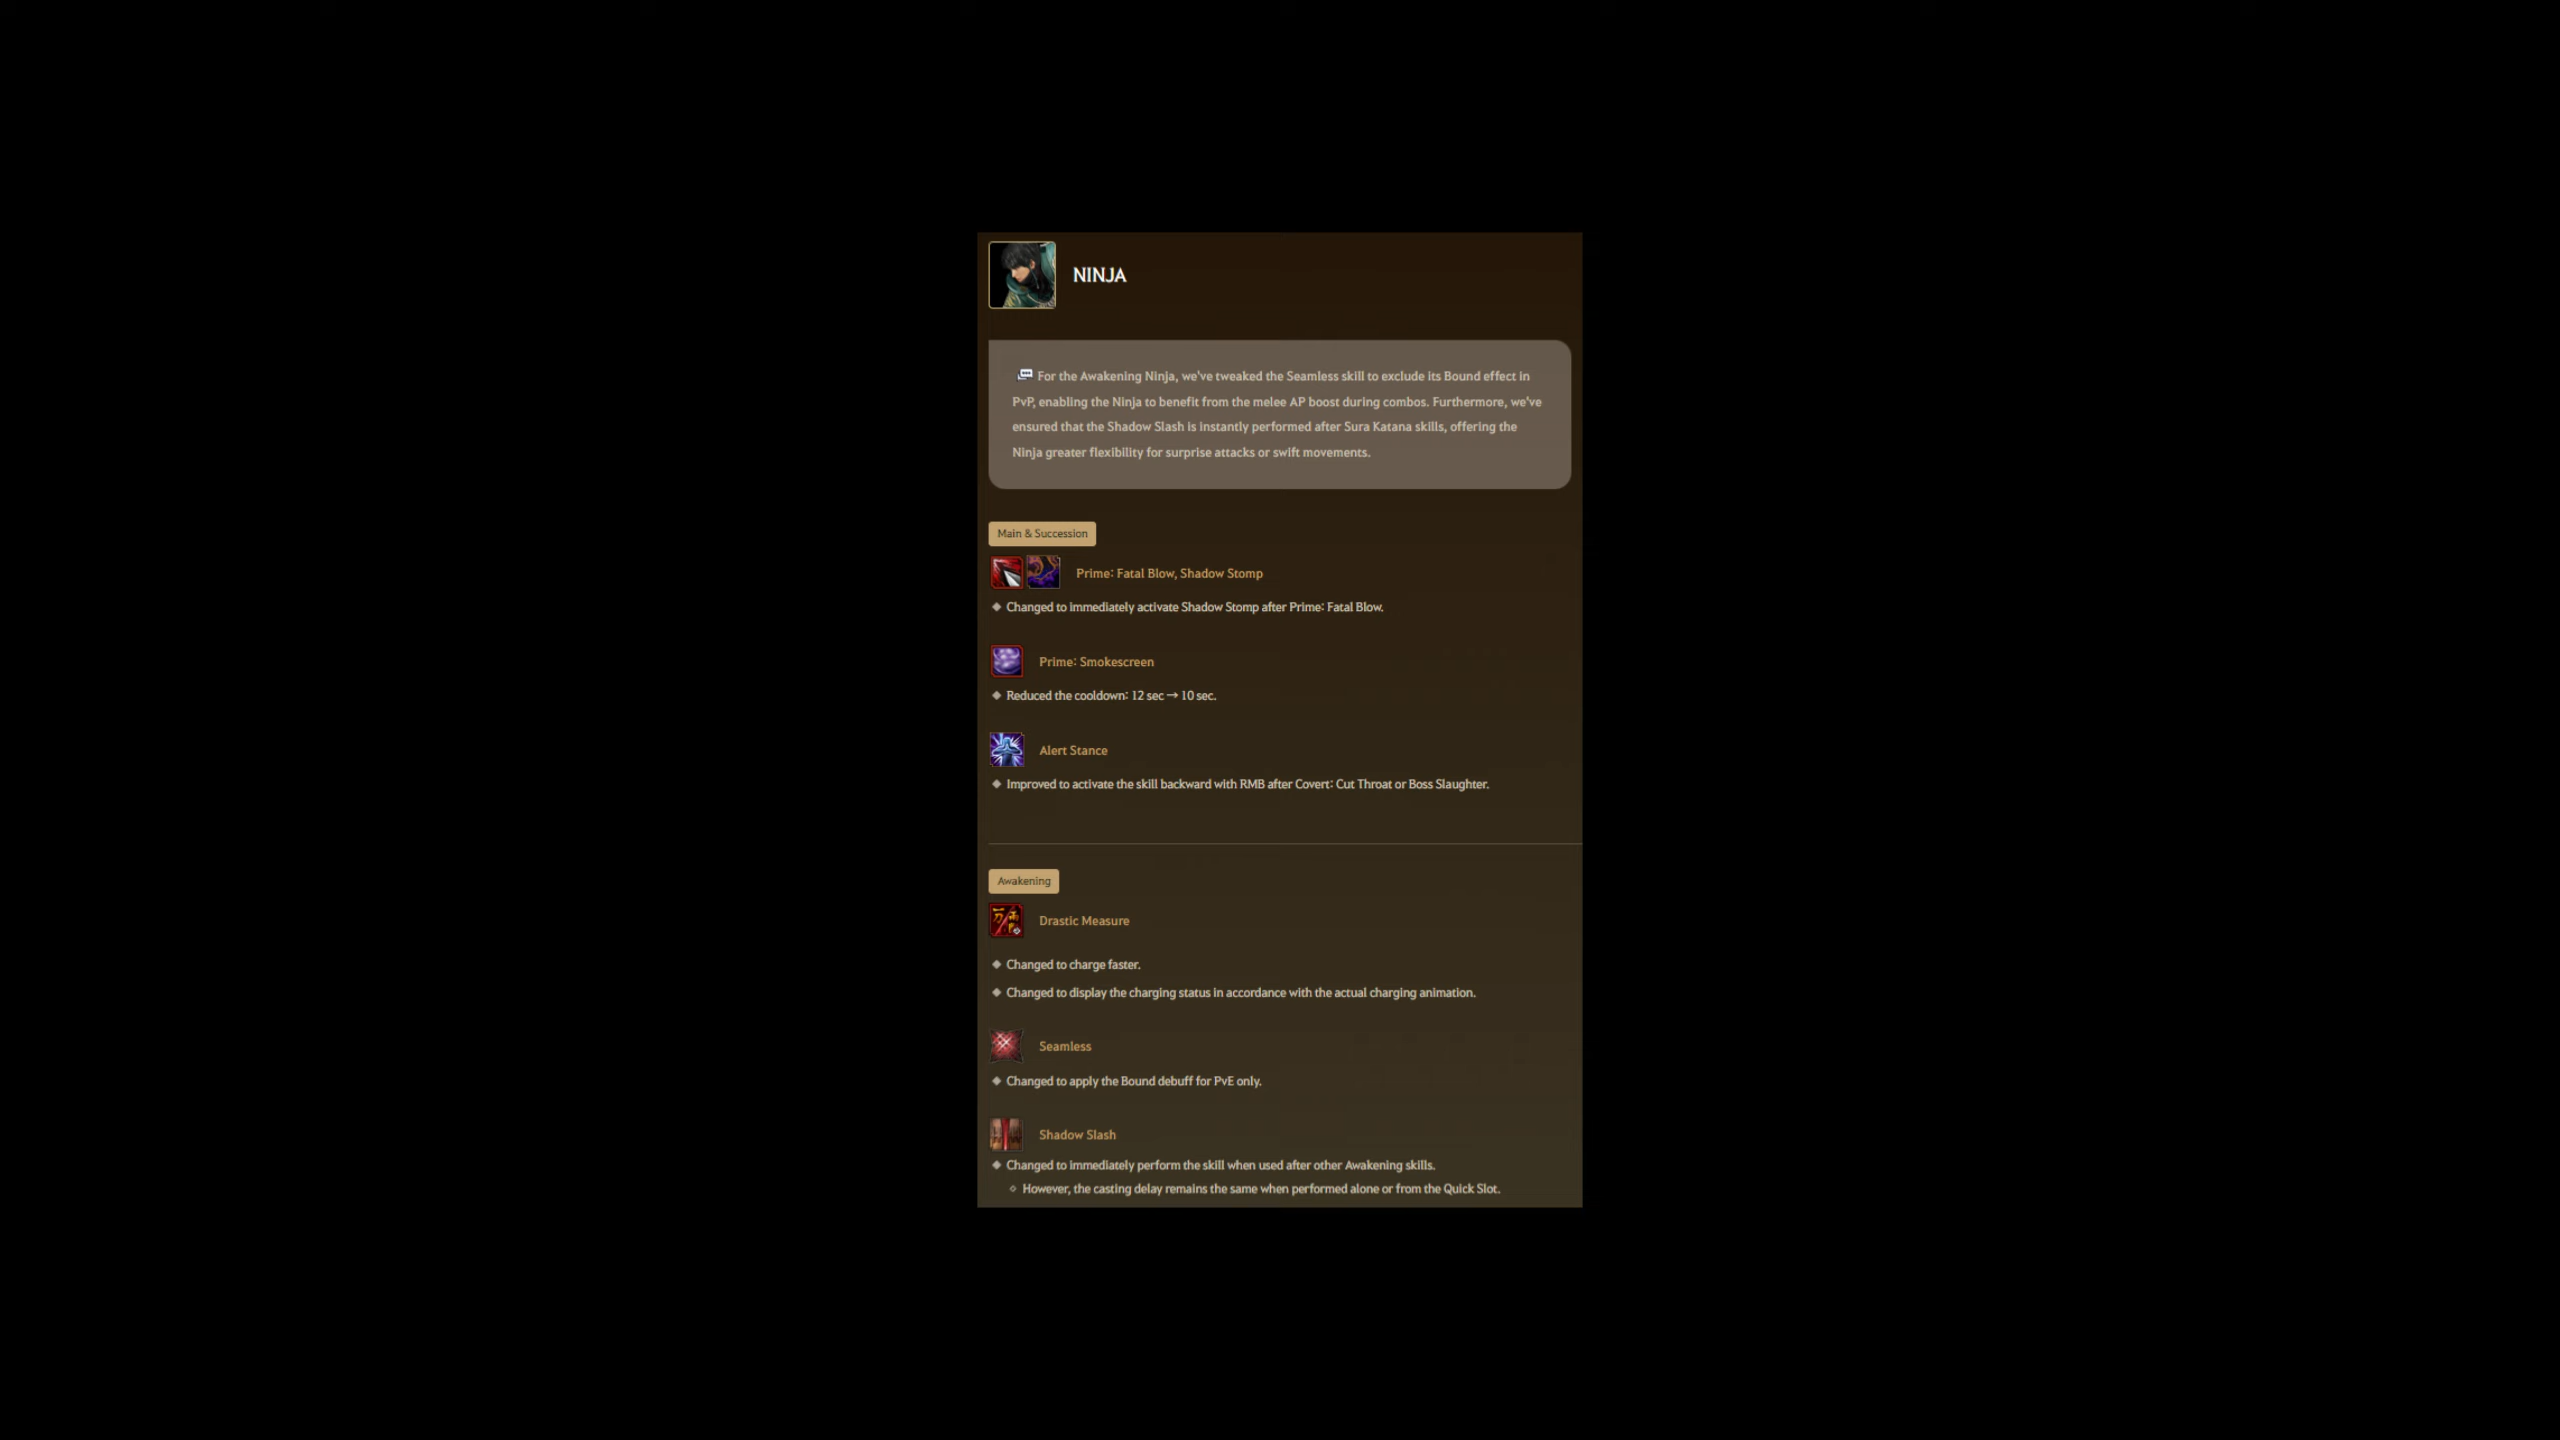 NINJA
For the Awakening Ninja, we've tweaked the Seamless skill to exclude its Bound effect in
PvP, enabling the Ninja to benefit from the melee AP boost during combos. Furthermore, we've
ensured that the Shadow Slash is instantly performed after Sura Katana skills, offering the
Ninja greater flexibility for surprise attacks or swift movements.
Main & Succession
Prime: Fatal Blow, Shadow Stomp
Changed to immediately activate Shadow Stomp after Prime: Fatal Blow.
Prime: Smokescreen
Reduced the cooldown: 12 sec → 10 sec.
Alert Stance
Improved to activate the skill backward with RMB after Covert: Cut Throat or Boss Slaughter.
Awakening
Drastic Measure
Changed to charge faster.
Changed to display the charging status in accordance with the actual charging animation.
Seamless
Changed to apply the Bound debuff for PvE only.
Shadow Slash
Changed to immediately perform the skill when used after other Awakening skills.
However, the casting delay remains the same when performed alone or from the Quick Slot.